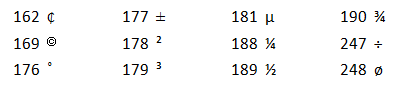 162 ¢ 177 ± 181 µ 190 ¾
169 © 178 ² 188 ¼ 247 ÷
176 ° 179 ³ 189 ½ 248 ø